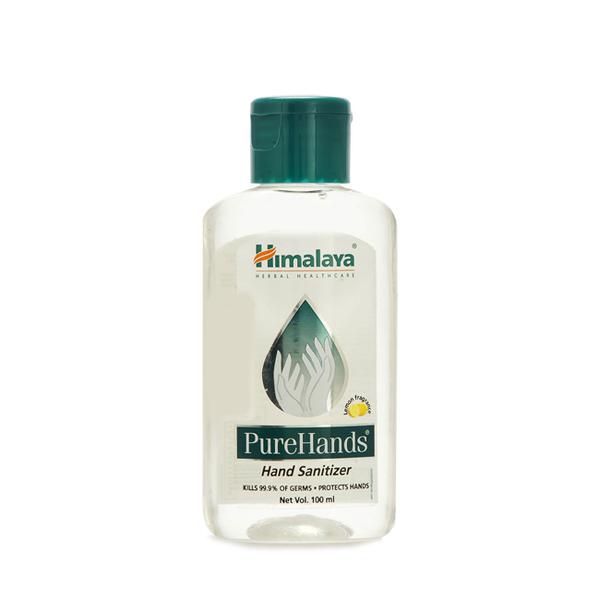 Himalaya®
HERBAL HEALTHCARE
Lemon fragrance
PureHands®
Hand Sanitizer
KILLS 99.9% OF GERMS • PROTECTS HANDS
Net Vol. 100 ml